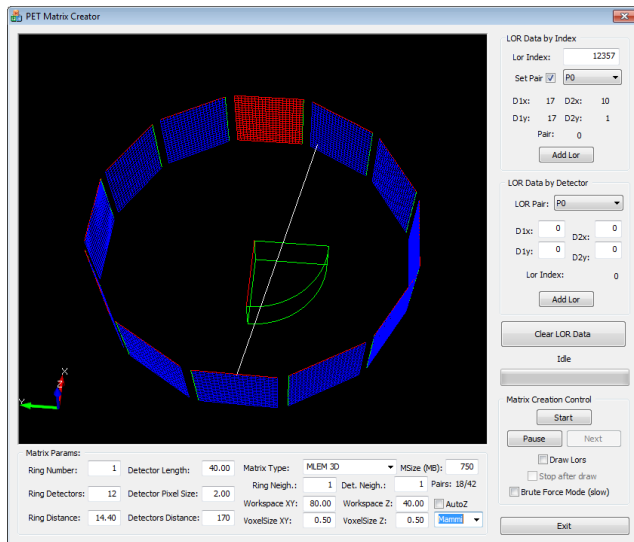 PET Matrix Creator
LOR Data by Index
Lor Index: 12357
Set Pair P0
D1x: 17 D2x: 10
D1y: 17 D2y: 1
Pair: 0
Add Lor
LOR Data by Detector
LOR Pair: P0
D1x: 0 D2x: 0
D1y: 0 D2y: 0
Lor Index: 0
Add Lor
Clear LOR Data
Idle
Matrix Creation Control
Start
Pause Next
Draw Lors
Stop after draw
Brute Force Mode (slow)
Exit
X
Z
Y
Matrix Params:
Ring Number: 1 Detector Length: 40.00 Matrix Type: MLEM 3D MSize (MB): 750
Ring Neigh.: 1 Det. Neigh.: 1 Pairs: 18/42
Ring Detectors: 12 Detector Pixel Size: 2.00
Workspace XY: 80.00 Workspace Z: 40.00 AutoZ
Ring Distance: 14.40 Detectors Distance: 170 VoxelSize XY: 0.50 VoxelSize Z: 0.50 Mammi